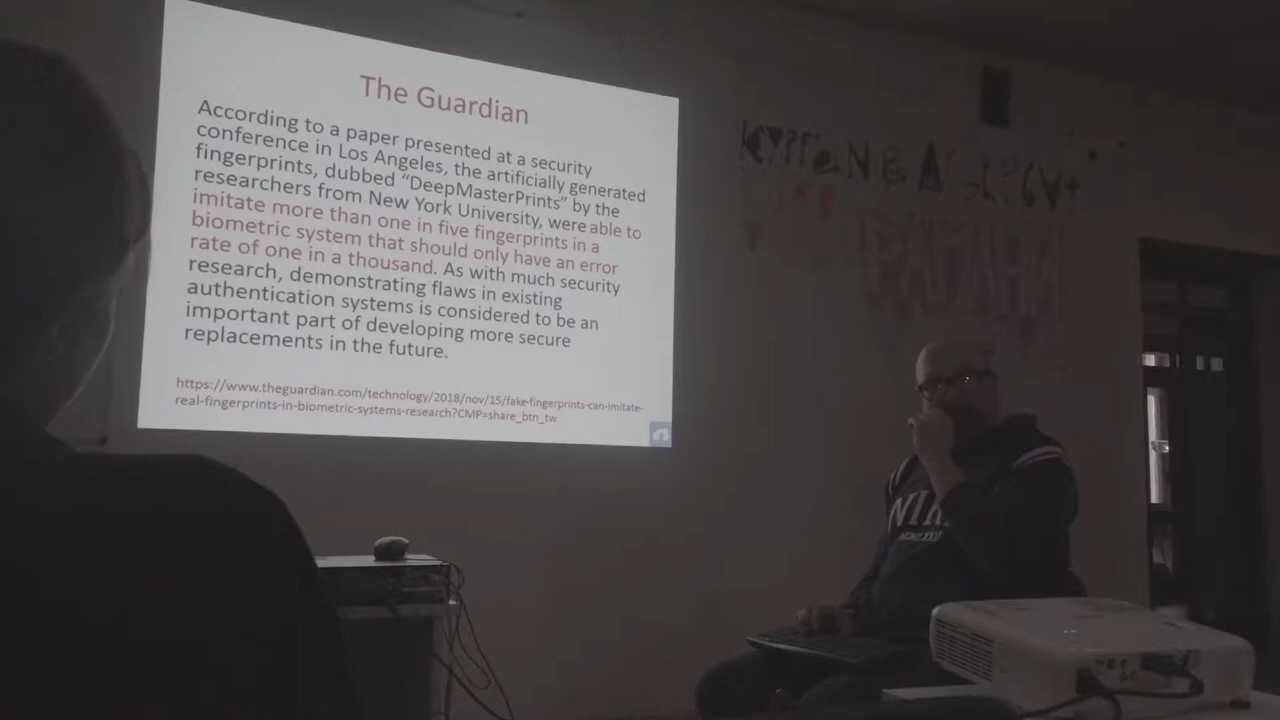 The Guardian
According to a paper presented at a security
conference in Los Angeles, the artificially generated
fingerprints, dubbed “DeepMasterPrints” by the
researchers from New York University, were able to
imitate more than one in five fingerprints in a
biometric system that should only have an error
rate of one in a thousand. As with much security
research, demonstrating flaws in existing
authentication systems is considered to be an
important part of developing more secure
replacements in the future.
https://www.theguardian.com/technology/2018/nov/15/fake-fingerprints-can-imitate-
real-fingerprints-in-biometric-systems-research?CMP=share_btn_tw